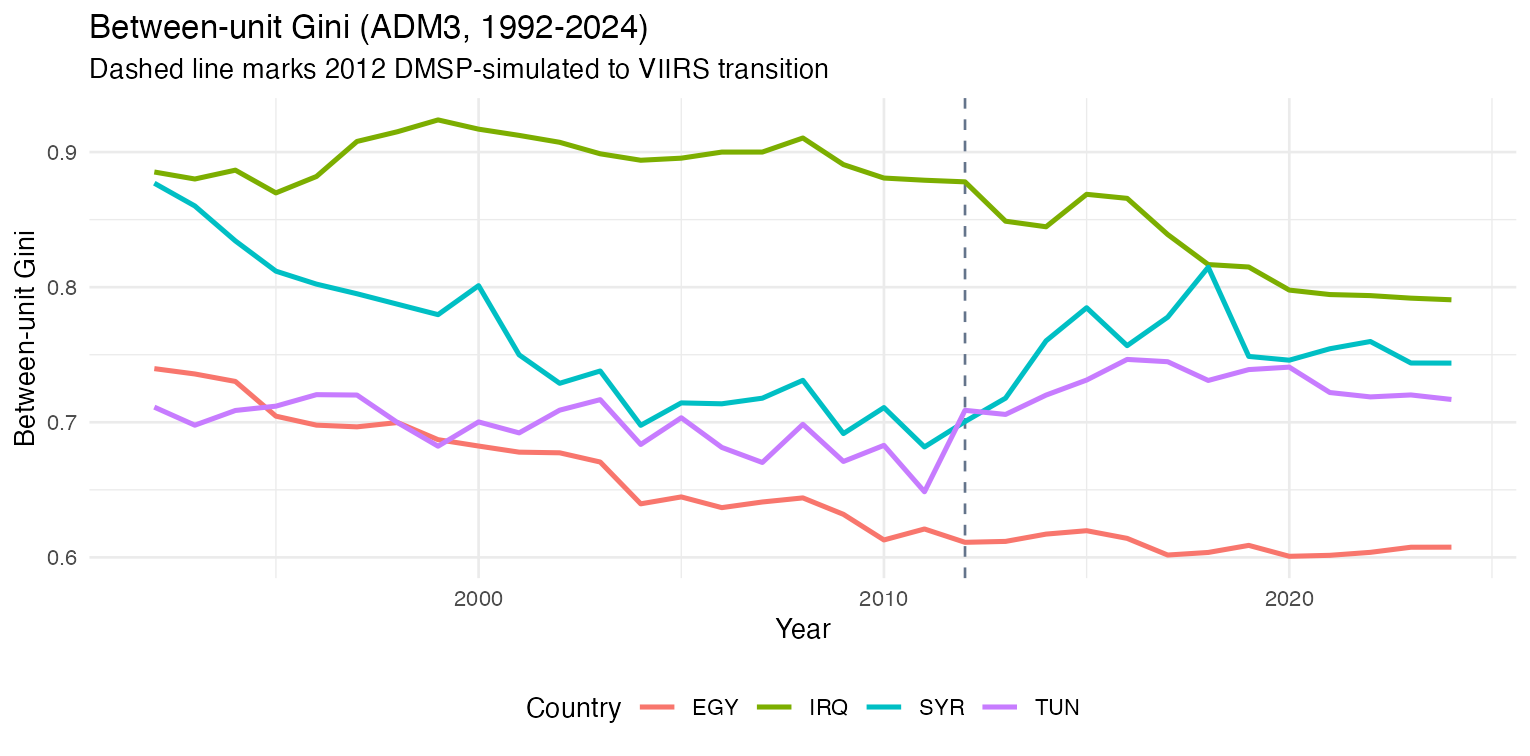 Between-unit Gini (ADM3, 1992-2024)
Dashed line marks 2012 DMSP-simulated to VIIRS transition
Between-unit Gini
0.9
0.8
0.7
0.6
2000 2010 2020
Year
Country EGY IRQ SYR TUN